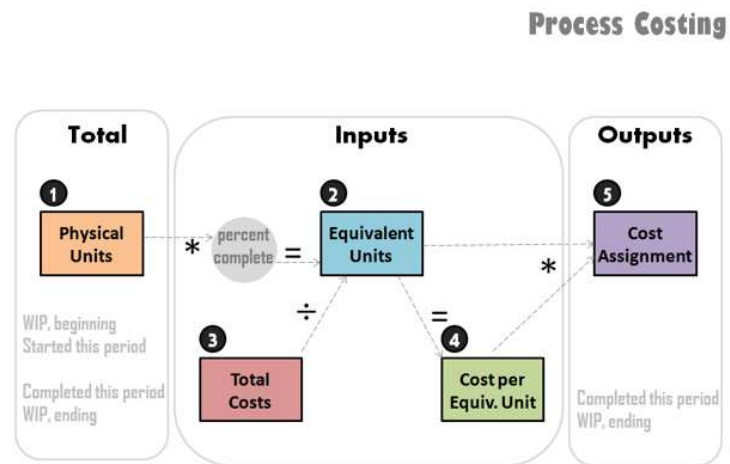 Process Costing
Total
Inputs
Outputs
1
2
5
Physical
Units
*
percent
complete
=
Equivalent
Units
*
Cost
Assignment
WIP, beginning
Started this period
Completed this period
WIP, ending
÷
=
3
4
Total
Costs
Cost per
Equiv. Unit
Completed this period
WIP, ending